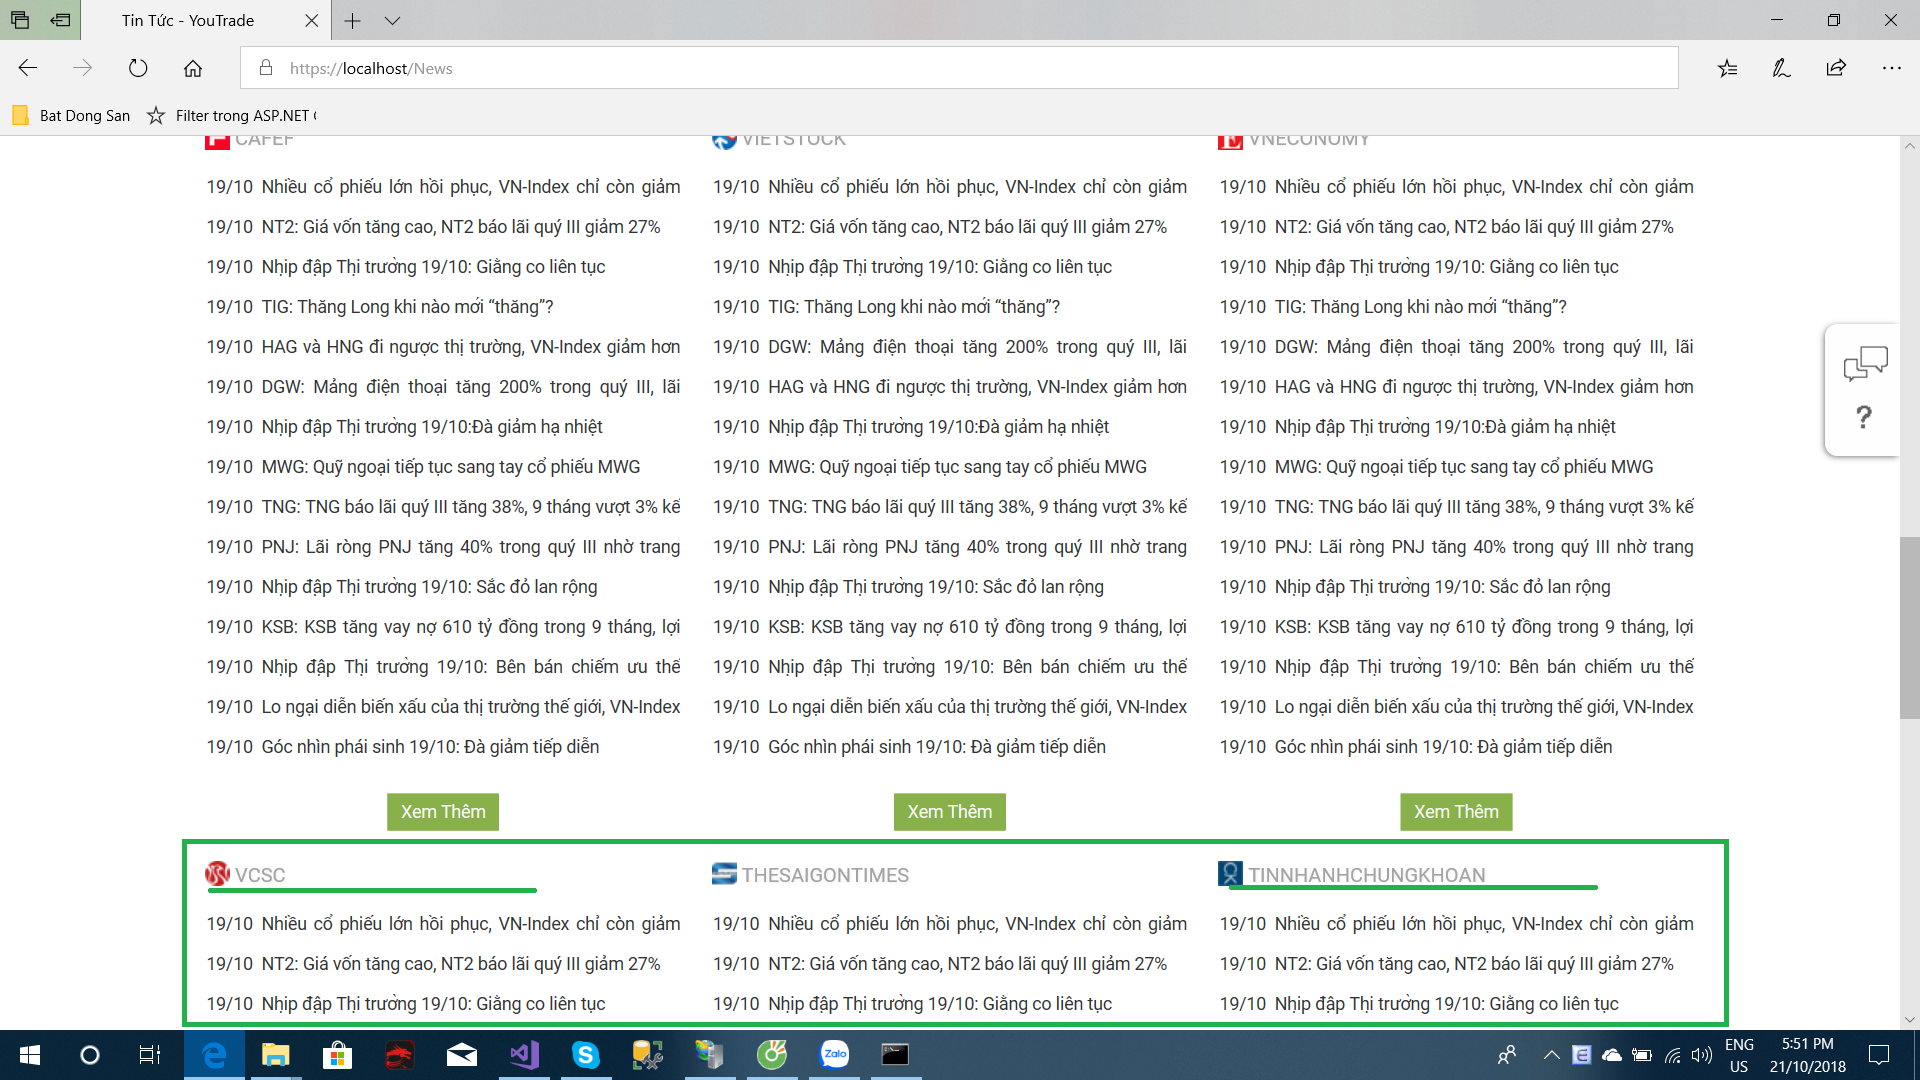 Tin Tức - YouTrade
https://localhost/News
Bat Dong San
Filter trong ASP.NET
CAFEF
19/10 Nhiều cổ phiếu lớn hồi phục, VN-Index chỉ còn giảm
19/10 NT2: Giá vốn tăng cao, NT2 báo lãi quý III giảm 27%
19/10 Nhịp đập Thị trường 19/10: Giằng co liên tục
19/10 TIG: Thăng Long khi nào mới “thăng”?
19/10 HAG và HNG đi ngược thị trường, VN-Index giảm hơn
19/10 DGW: Mảng điện thoại tăng 200% trong quý III, lãi
19/10 Nhịp đập Thị trường 19/10:Đà giảm hạ nhiệt
19/10 MWG: Quỹ ngoại tiếp tục sang tay cổ phiếu MWG
19/10 TNG: TNG báo lãi quý III tăng 38%, 9 tháng vượt 3% kế
19/10 PNJ: Lãi ròng PNJ tăng 40% trong quý III nhờ trang
19/10 Nhịp đập Thị trường 19/10: Sắc đỏ lan rộng
19/10 KSB: KSB tăng vay nợ 610 tỷ đồng trong 9 tháng, lợi
19/10 Nhịp đập Thị trường 19/10: Bên bán chiếm ưu thế
19/10 Lo ngại diễn biến xấu của thị trường thế giới, VN-Index
19/10 Góc nhìn phái sinh 19/10: Đà giảm tiếp diễn
Xem Thêm
VIETSTOCK
19/10 Nhiều cổ phiếu lớn hồi phục, VN-Index chỉ còn giảm
19/10 NT2: Giá vốn tăng cao, NT2 báo lãi quý III giảm 27%
19/10 Nhịp đập Thị trường 19/10: Giằng co liên tục
19/10 TIG: Thăng Long khi nào mới “thăng”?
19/10 DGW: Mảng điện thoại tăng 200% trong quý III, lãi
19/10 HAG và HNG đi ngược thị trường, VN-Index giảm hơn
19/10 Nhịp đập Thị trường 19/10:Đà giảm hạ nhiệt
19/10 MWG: Quỹ ngoại tiếp tục sang tay cổ phiếu MWG
19/10 TNG: TNG báo lãi quý III tăng 38%, 9 tháng vượt 3% kế
19/10 PNJ: Lãi ròng PNJ tăng 40% trong quý III nhờ trang
19/10 Nhịp đập Thị trường 19/10: Sắc đỏ lan rộng
19/10 KSB: KSB tăng vay nợ 610 tỷ đồng trong 9 tháng, lợi
19/10 Nhịp đập Thị trường 19/10: Bên bán chiếm ưu thế
19/10 Lo ngại diễn biến xấu của thị trường thế giới, VN-Index
19/10 Góc nhìn phái sinh 19/10: Đà giảm tiếp diễn
Xem Thêm
VNECONOMY
19/10 Nhiều cổ phiếu lớn hồi phục, VN-Index chỉ còn giảm
19/10 NT2: Giá vốn tăng cao, NT2 báo lãi quý III giảm 27%
19/10 Nhịp đập Thị trường 19/10: Giằng co liên tục
19/10 TIG: Thăng Long khi nào mới “thăng”?
19/10 DGW: Mảng điện thoại tăng 200% trong quý III, lãi
19/10 HAG và HNG đi ngược thị trường, VN-Index giảm hơn
19/10 Nhịp đập Thị trường 19/10:Đà giảm hạ nhiệt
19/10 MWG: Quỹ ngoại tiếp tục sang tay cổ phiếu MWG
19/10 TNG: TNG báo lãi quý III tăng 38%, 9 tháng vượt 3% kế
19/10 PNJ: Lãi ròng PNJ tăng 40% trong quý III nhờ trang
19/10 Nhịp đập Thị trường 19/10: Sắc đỏ lan rộng
19/10 KSB: KSB tăng vay nợ 610 tỷ đồng trong 9 tháng, lợi
19/10 Nhịp đập Thị trường 19/10: Bên bán chiếm ưu thế
19/10 Lo ngại diễn biến xấu của thị trường thế giới, VN-Index
19/10 Góc nhìn phái sinh 19/10: Đà giảm tiếp diễn
Xem Thêm
VCSC
19/10 Nhiều cổ phiếu lớn hồi phục, VN-Index chỉ còn giảm
19/10 NT2: Giá vốn tăng cao, NT2 báo lãi quý III giảm 27%
19/10 Nhịp đập Thị trường 19/10: Giằng co liên tục
THESAIGONTIMES
19/10 Nhiều cổ phiếu lớn hồi phục, VN-Index chỉ còn giảm
19/10 NT2: Giá vốn tăng cao, NT2 báo lãi quý III giảm 27%
19/10 Nhịp đập Thị trường 19/10: Giằng co liên tục
TINNHANHCHUNGKHOAN
19/10 Nhiều cổ phiếu lớn hồi phục, VN-Index chỉ còn giảm
19/10 NT2: Giá vốn tăng cao, NT2 báo lãi quý III giảm 27%
19/10 Nhịp đập Thị trường 19/10: Giằng co liên tục
?
Zalo
ENG
US
5:51 PM
21/10/2018